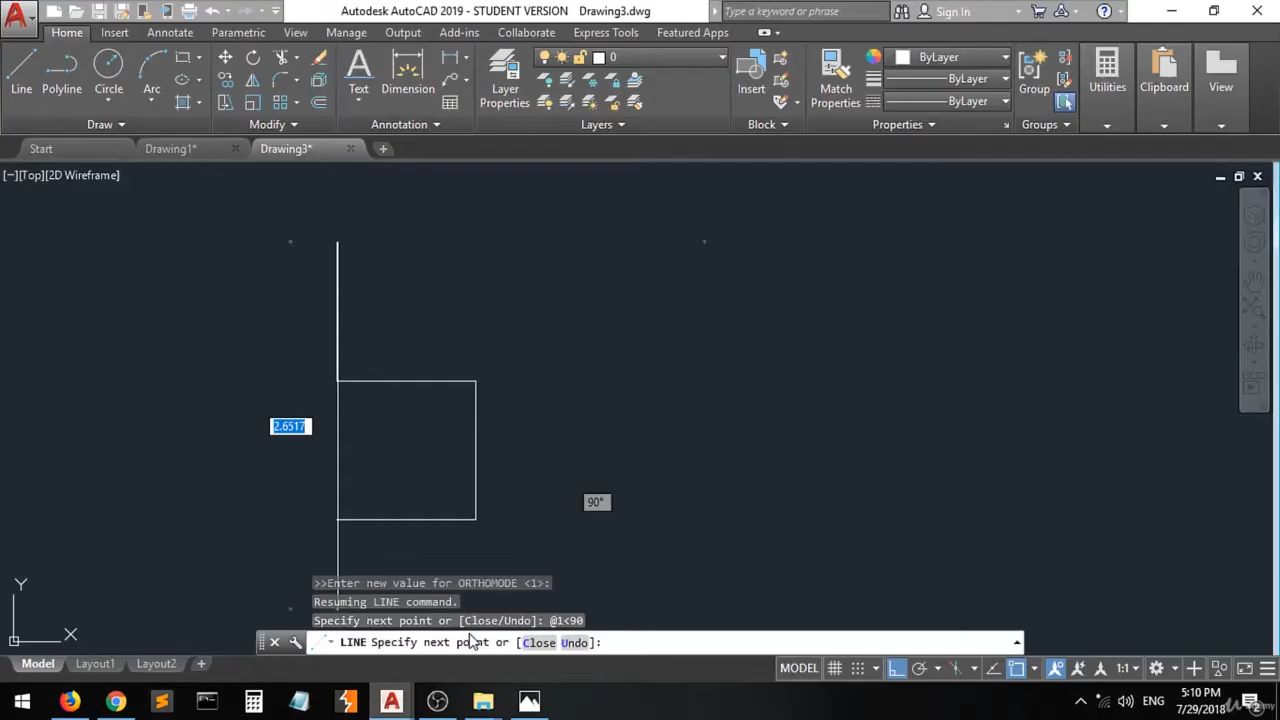 Autodesk AutoCAD 2019 - STUDENT VERSION Drawing3.dwg
Type a keyword or phrase
Sign In
Home Insert Annotate Parametric View Manage Output Add-ins Collaborate Express Tools Featured Apps
Line Polyline Circle Arc
Text Dimension
Layer Properties
0
Insert
Match Properties
ByLayer
ByLayer
ByLayer
Group
Utilities
Clipboard
View
Draw Modify Annotation Layers Block Properties Groups
Start Drawing1* Drawing3*
[−][Top][2D Wireframe]
2.6517
90°
Y
X
>>Enter new value for ORTHOMODE <1>:
Resuming LINE command.
Specify next point or [Close/Undo]: @1<90
LINE Specify next point or [Close Undo]:
Model Layout1 Layout2
MODEL
1:1
ENG
5:10 PM
7/29/2018
2